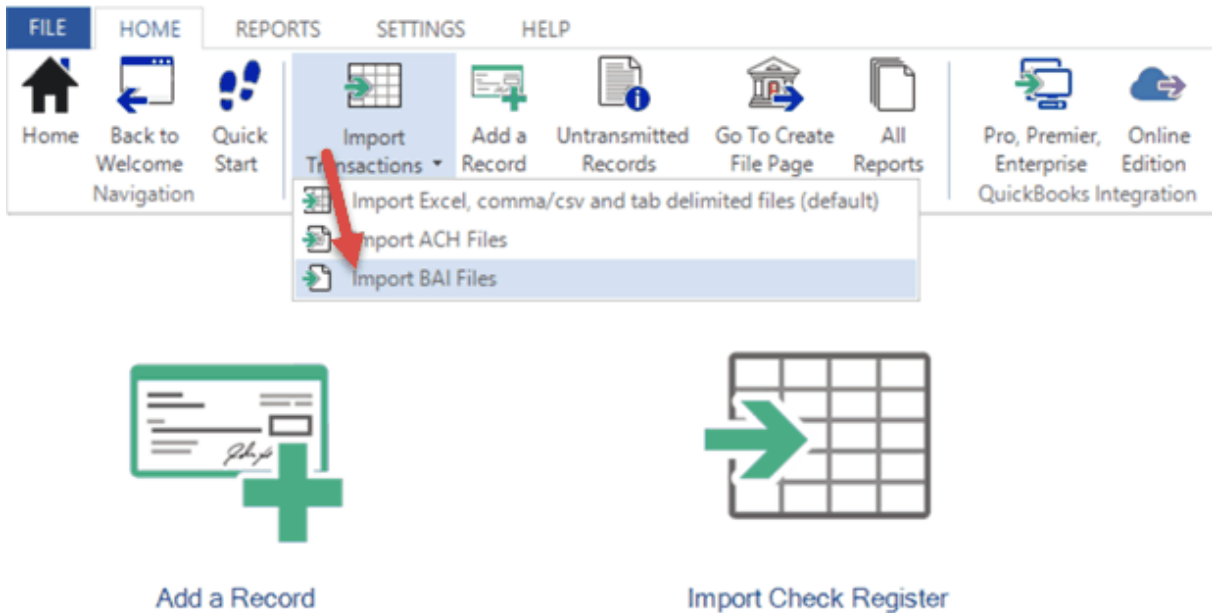 FILE HOME REPORTS SETTINGS HELP
Home Back to Quick Import Add a Untransmitted Go To Create All Pro, Premier, Online
Welcome Start Transactions Record Records File Page Reports Enterprise Edition
Navigation QuickBooks Integration
Import Excel, comma/csv and tab delimited files (default)
Import ACH Files
Import BAI Files
Add a Record Import Check Register